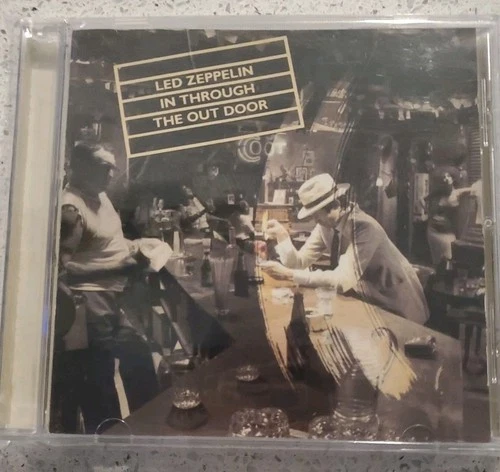 LED ZEPPELIN
IN THROUGH
THE OUT DOOR